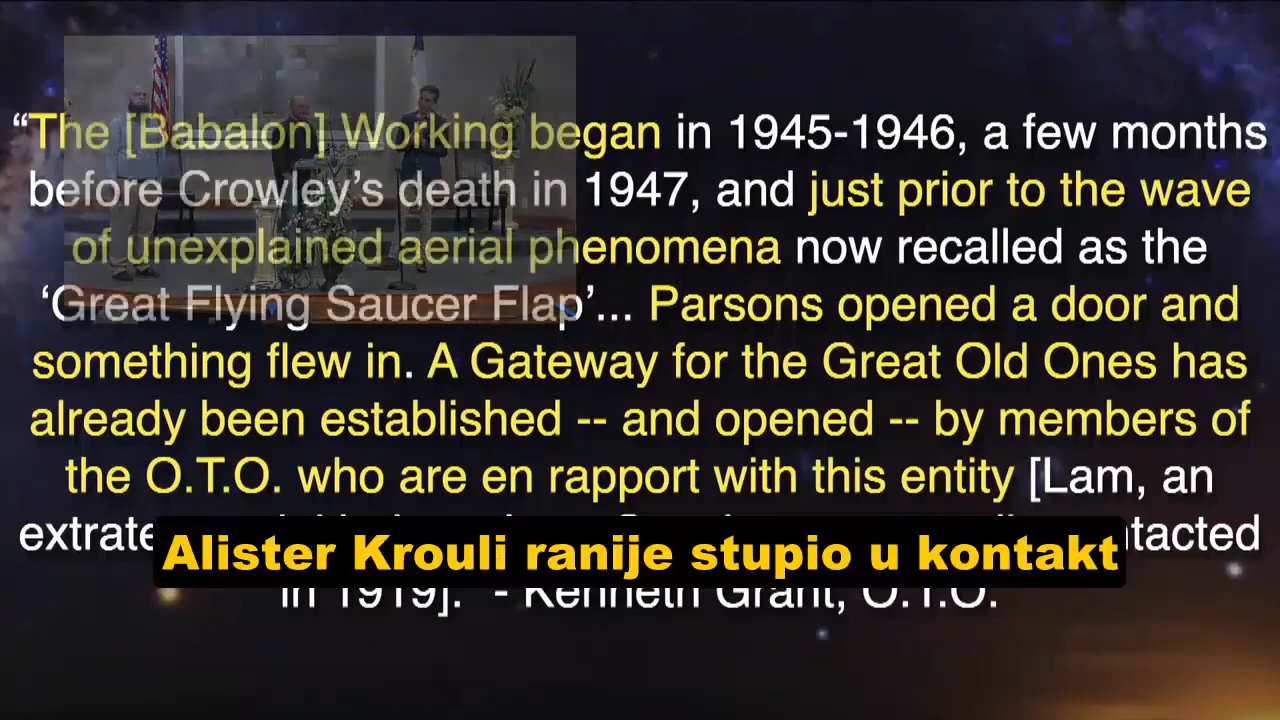 “The [Babalon] Working began in 1945-1946, a few months
before Crowley’s death in 1947, and just prior to the wave
of unexplained aerial phenomena now recalled as the
‘Great Flying Saucer Flap’... Parsons opened a door and
something flew in. A Gateway for the Great Old Ones has
already been established -- and opened -- by members of
the O.T.O. who are en rapport with this entity [Lam, an
Alister Krouli ranije stupio u kontakt
in 1919].” - Kenneth Grant, O.T.O.